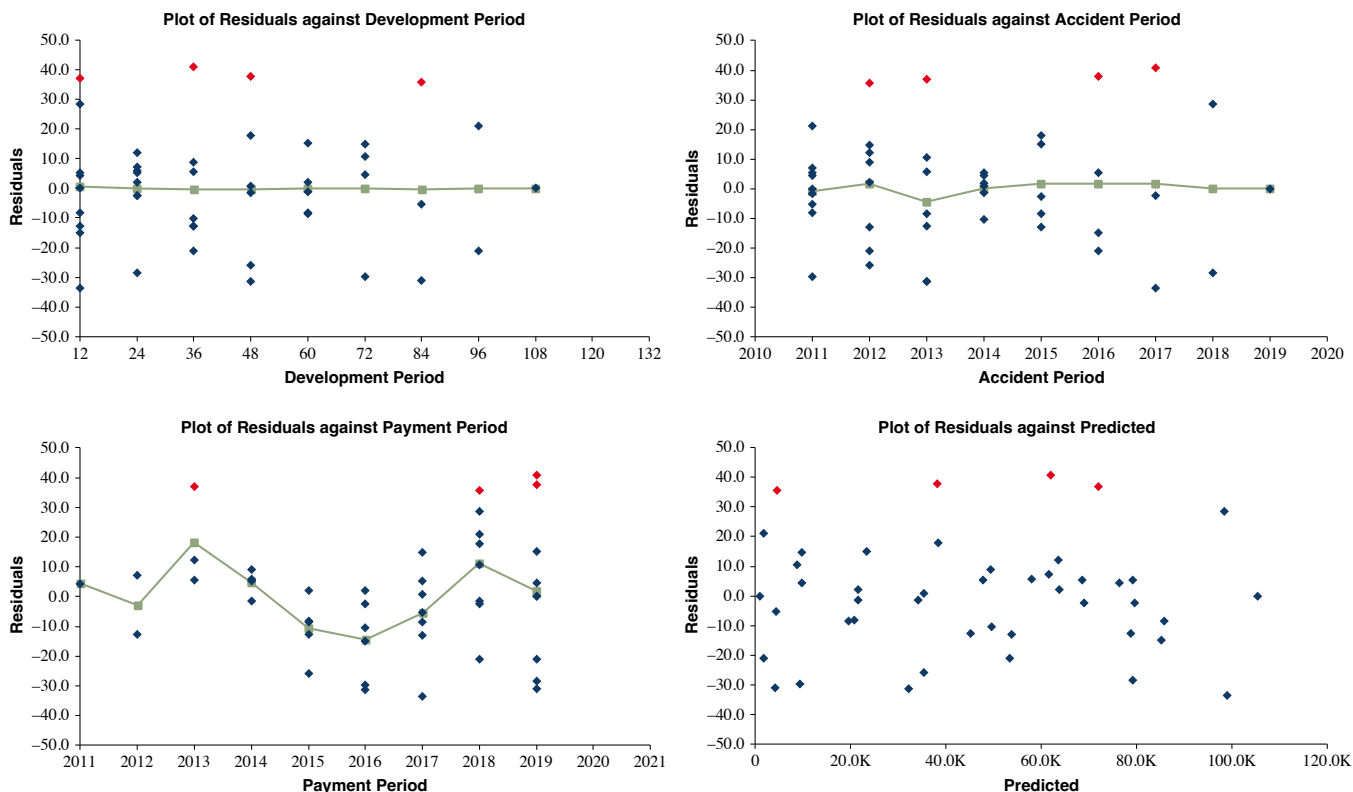 Plot of Residuals against Development Period
50.0
40.0
30.0
20.0
10.0
0.0
–10.0
–20.0
–30.0
–40.0
–50.0
Residuals
12 24 36 48 60 72 84 96 108 120 132
Development Period
Plot of Residuals against Accident Period
50.0
40.0
30.0
20.0
10.0
0.0
–10.0
–20.0
–30.0
–40.0
–50.0
Residuals
2010 2011 2012 2013 2014 2015 2016 2017 2018 2019 2020
Accident Period
Plot of Residuals against Payment Period
50.0
40.0
30.0
20.0
10.0
0.0
–10.0
–20.0
–30.0
–40.0
–50.0
Residuals
2011 2012 2013 2014 2015 2016 2017 2018 2019 2020 2021
Payment Period
Plot of Residuals against Predicted
50.0
40.0
30.0
20.0
10.0
0.0
–10.0
–20.0
–30.0
–40.0
–50.0
Residuals
0 20.0K 40.0K 60.0K 80.0K 100.0K 120.0K
Predicted